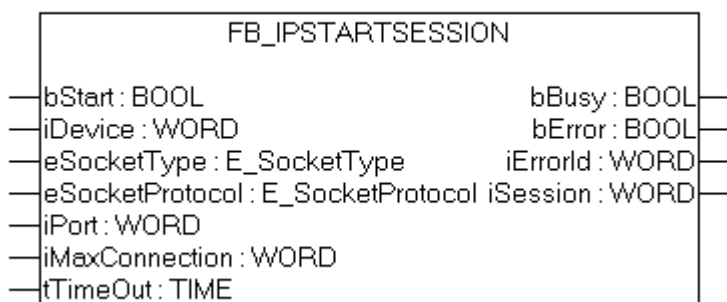 FB_IPSTARTSESSION
bStart : BOOL bBusy : BOOL
iDevice : WORD bError : BOOL
eSocketType : E_SocketType iErrorId : WORD
eSocketProtocol : E_SocketProtocol iSession : WORD
iPort : WORD
iMaxConnection : WORD
tTimeOut : TIME